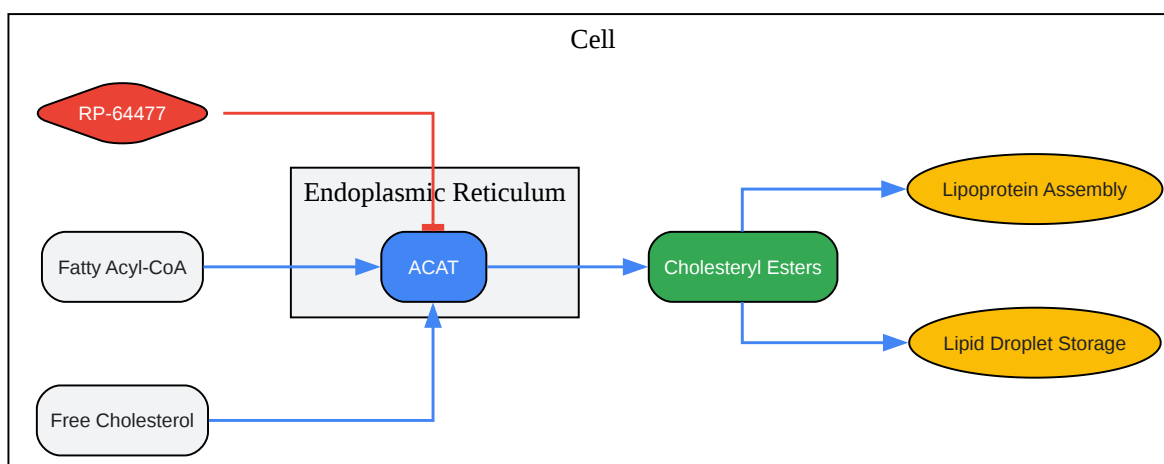 Cell
RP-64477
Endoplasmic Reticulum
Lipoprotein Assembly
Fatty Acyl-CoA
ACAT
Cholesteryl Esters
Lipid Droplet Storage
Free Cholesterol